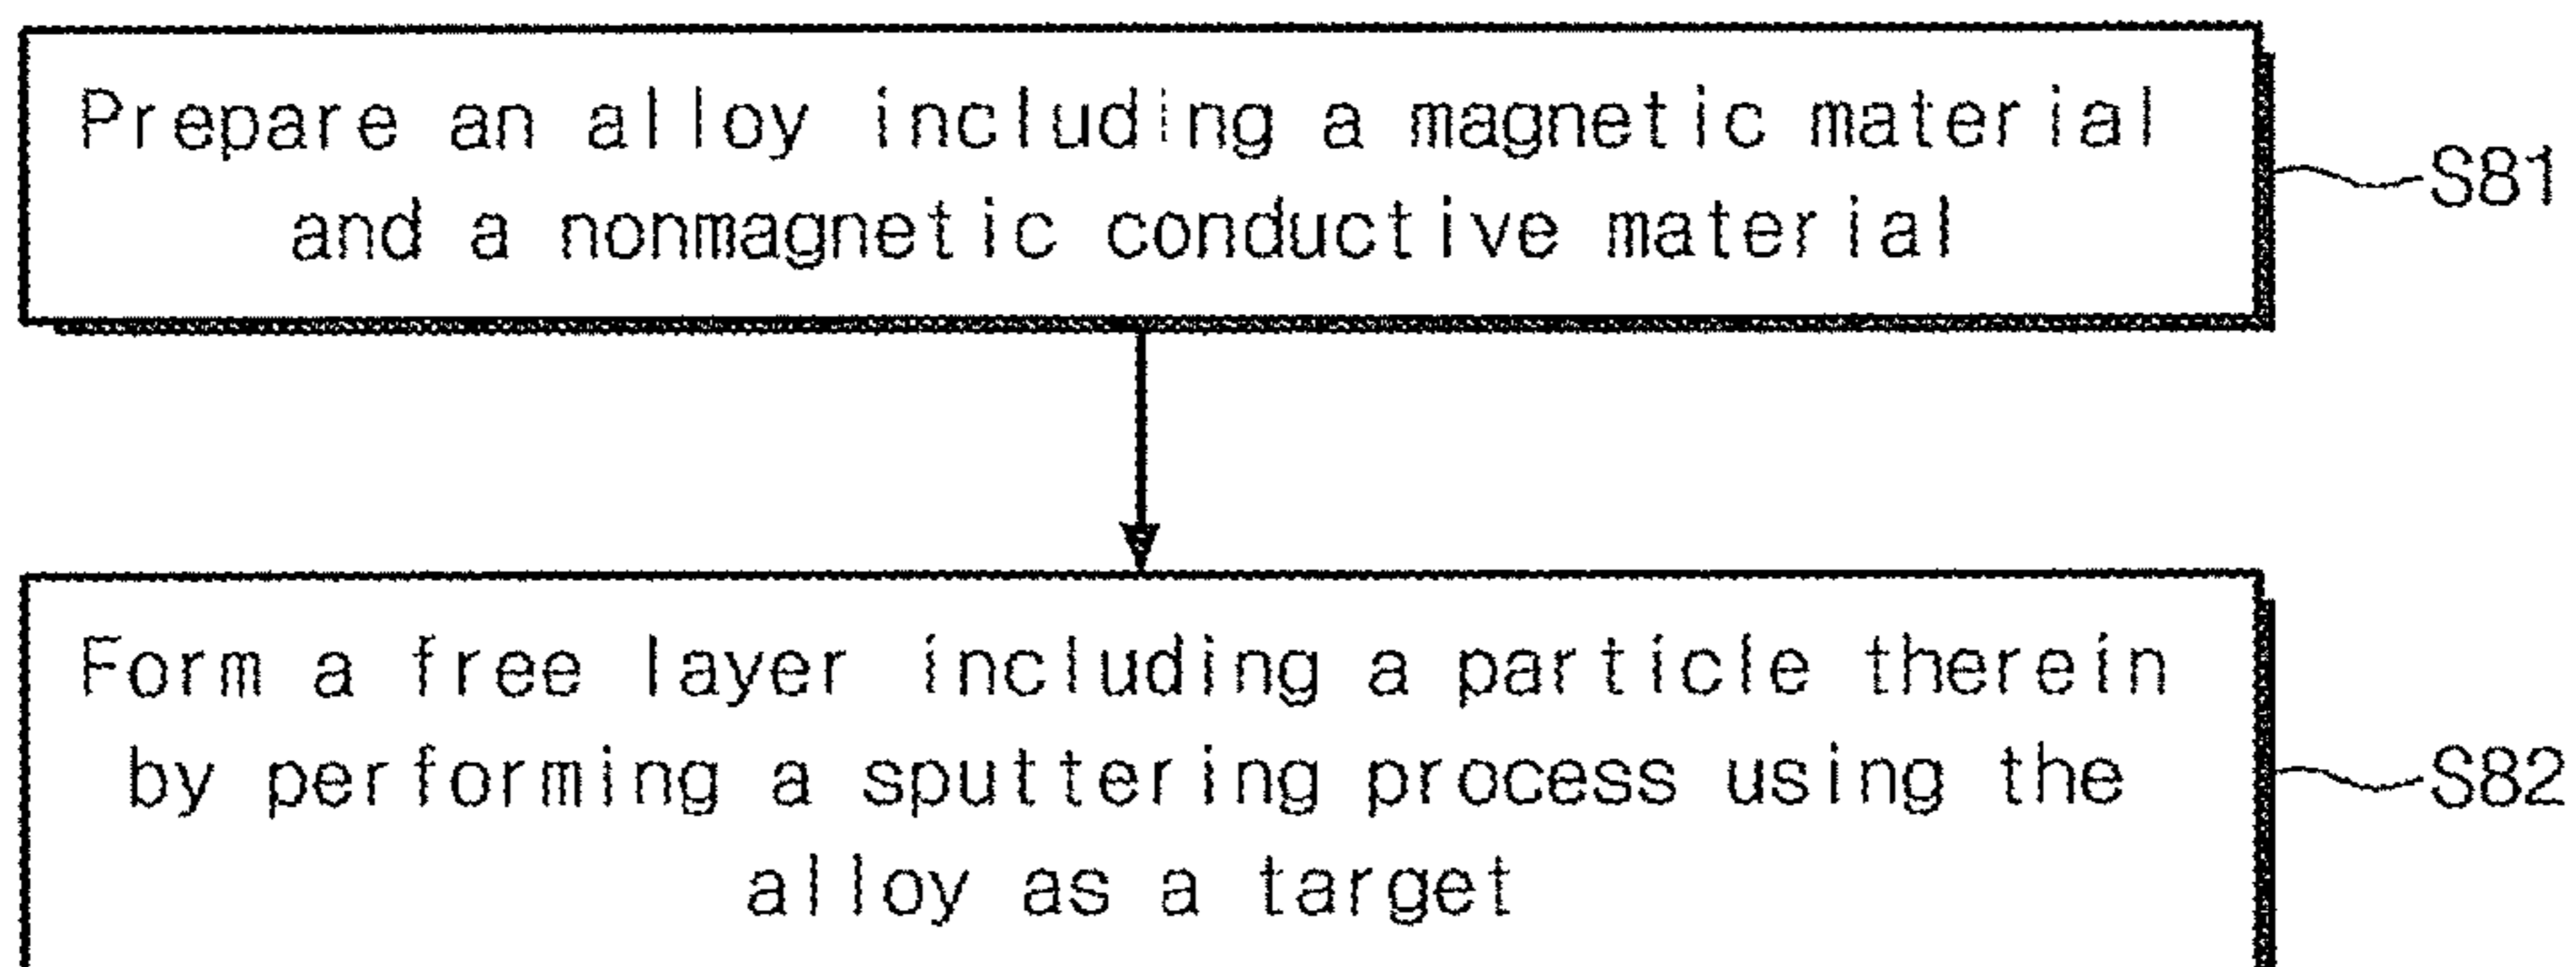 Prepare an alloy including a magnetic material
and a nonmagnetic conductive material
S81
Form a free layer including a particle therein
by performing a sputtering process using the
alloy as a target
S82